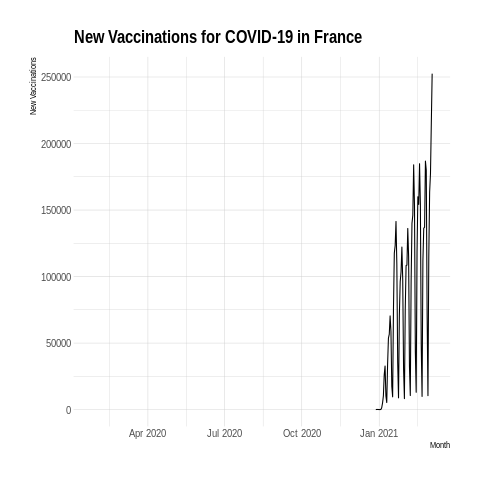 New Vaccinations for COVID-19 in France
New Vaccinations
250000
200000
150000
100000
50000
0
Apr 2020 Jul 2020 Oct 2020 Jan 2021
Month